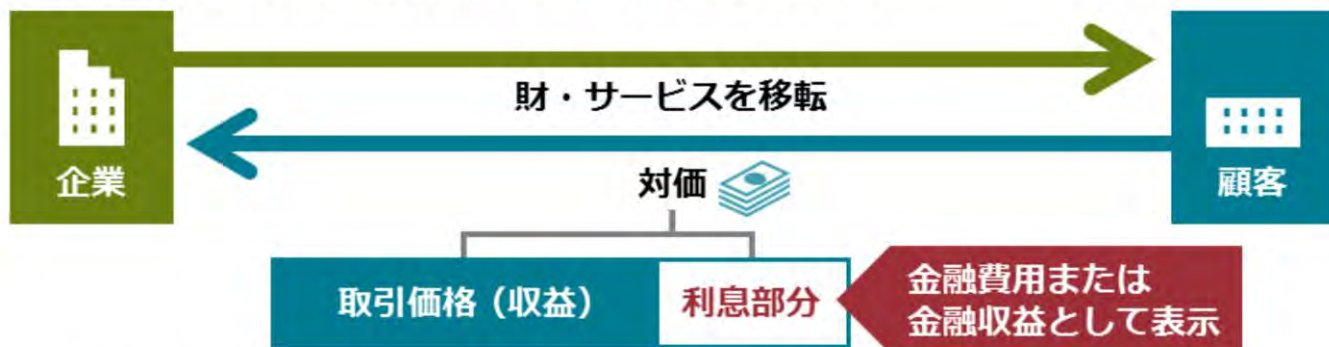 財・サービスを移転
企業
顧客
対価
取引価格（収益）
利息部分
金融費用または
金融収益として表示